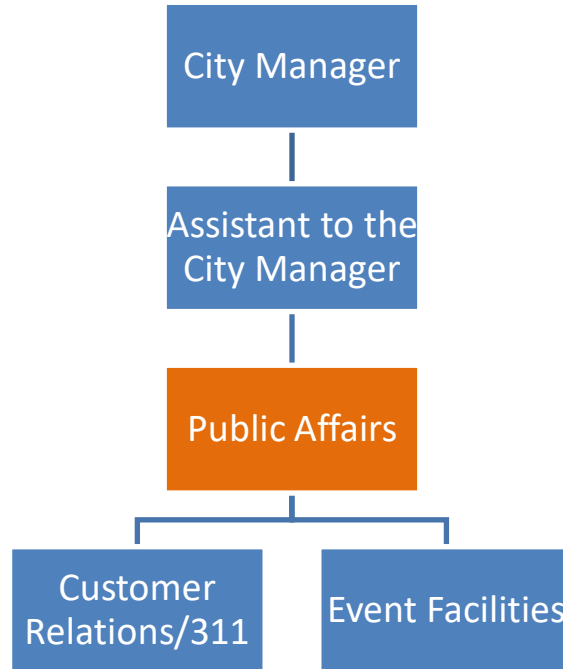 City Manager
Assistant to the
City Manager
Public Affairs
Customer
Relations/311
Event Facilities